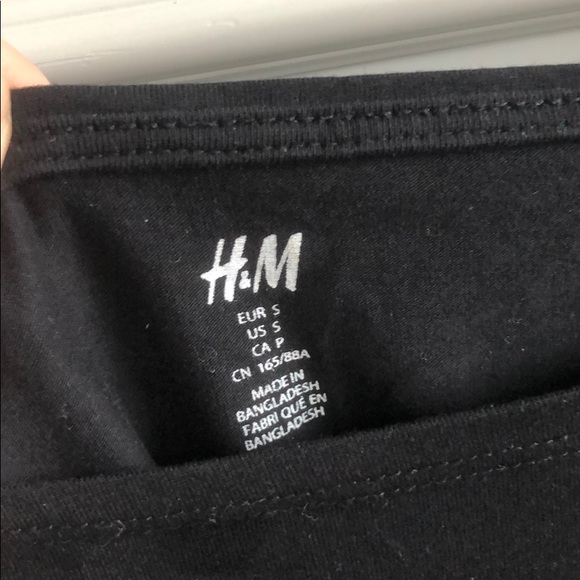 H&M
EUR S
US S
CA P
CN 165/88A
MADE IN
BANGLADESH
FABRIQUÉ EN
BANGLADESH